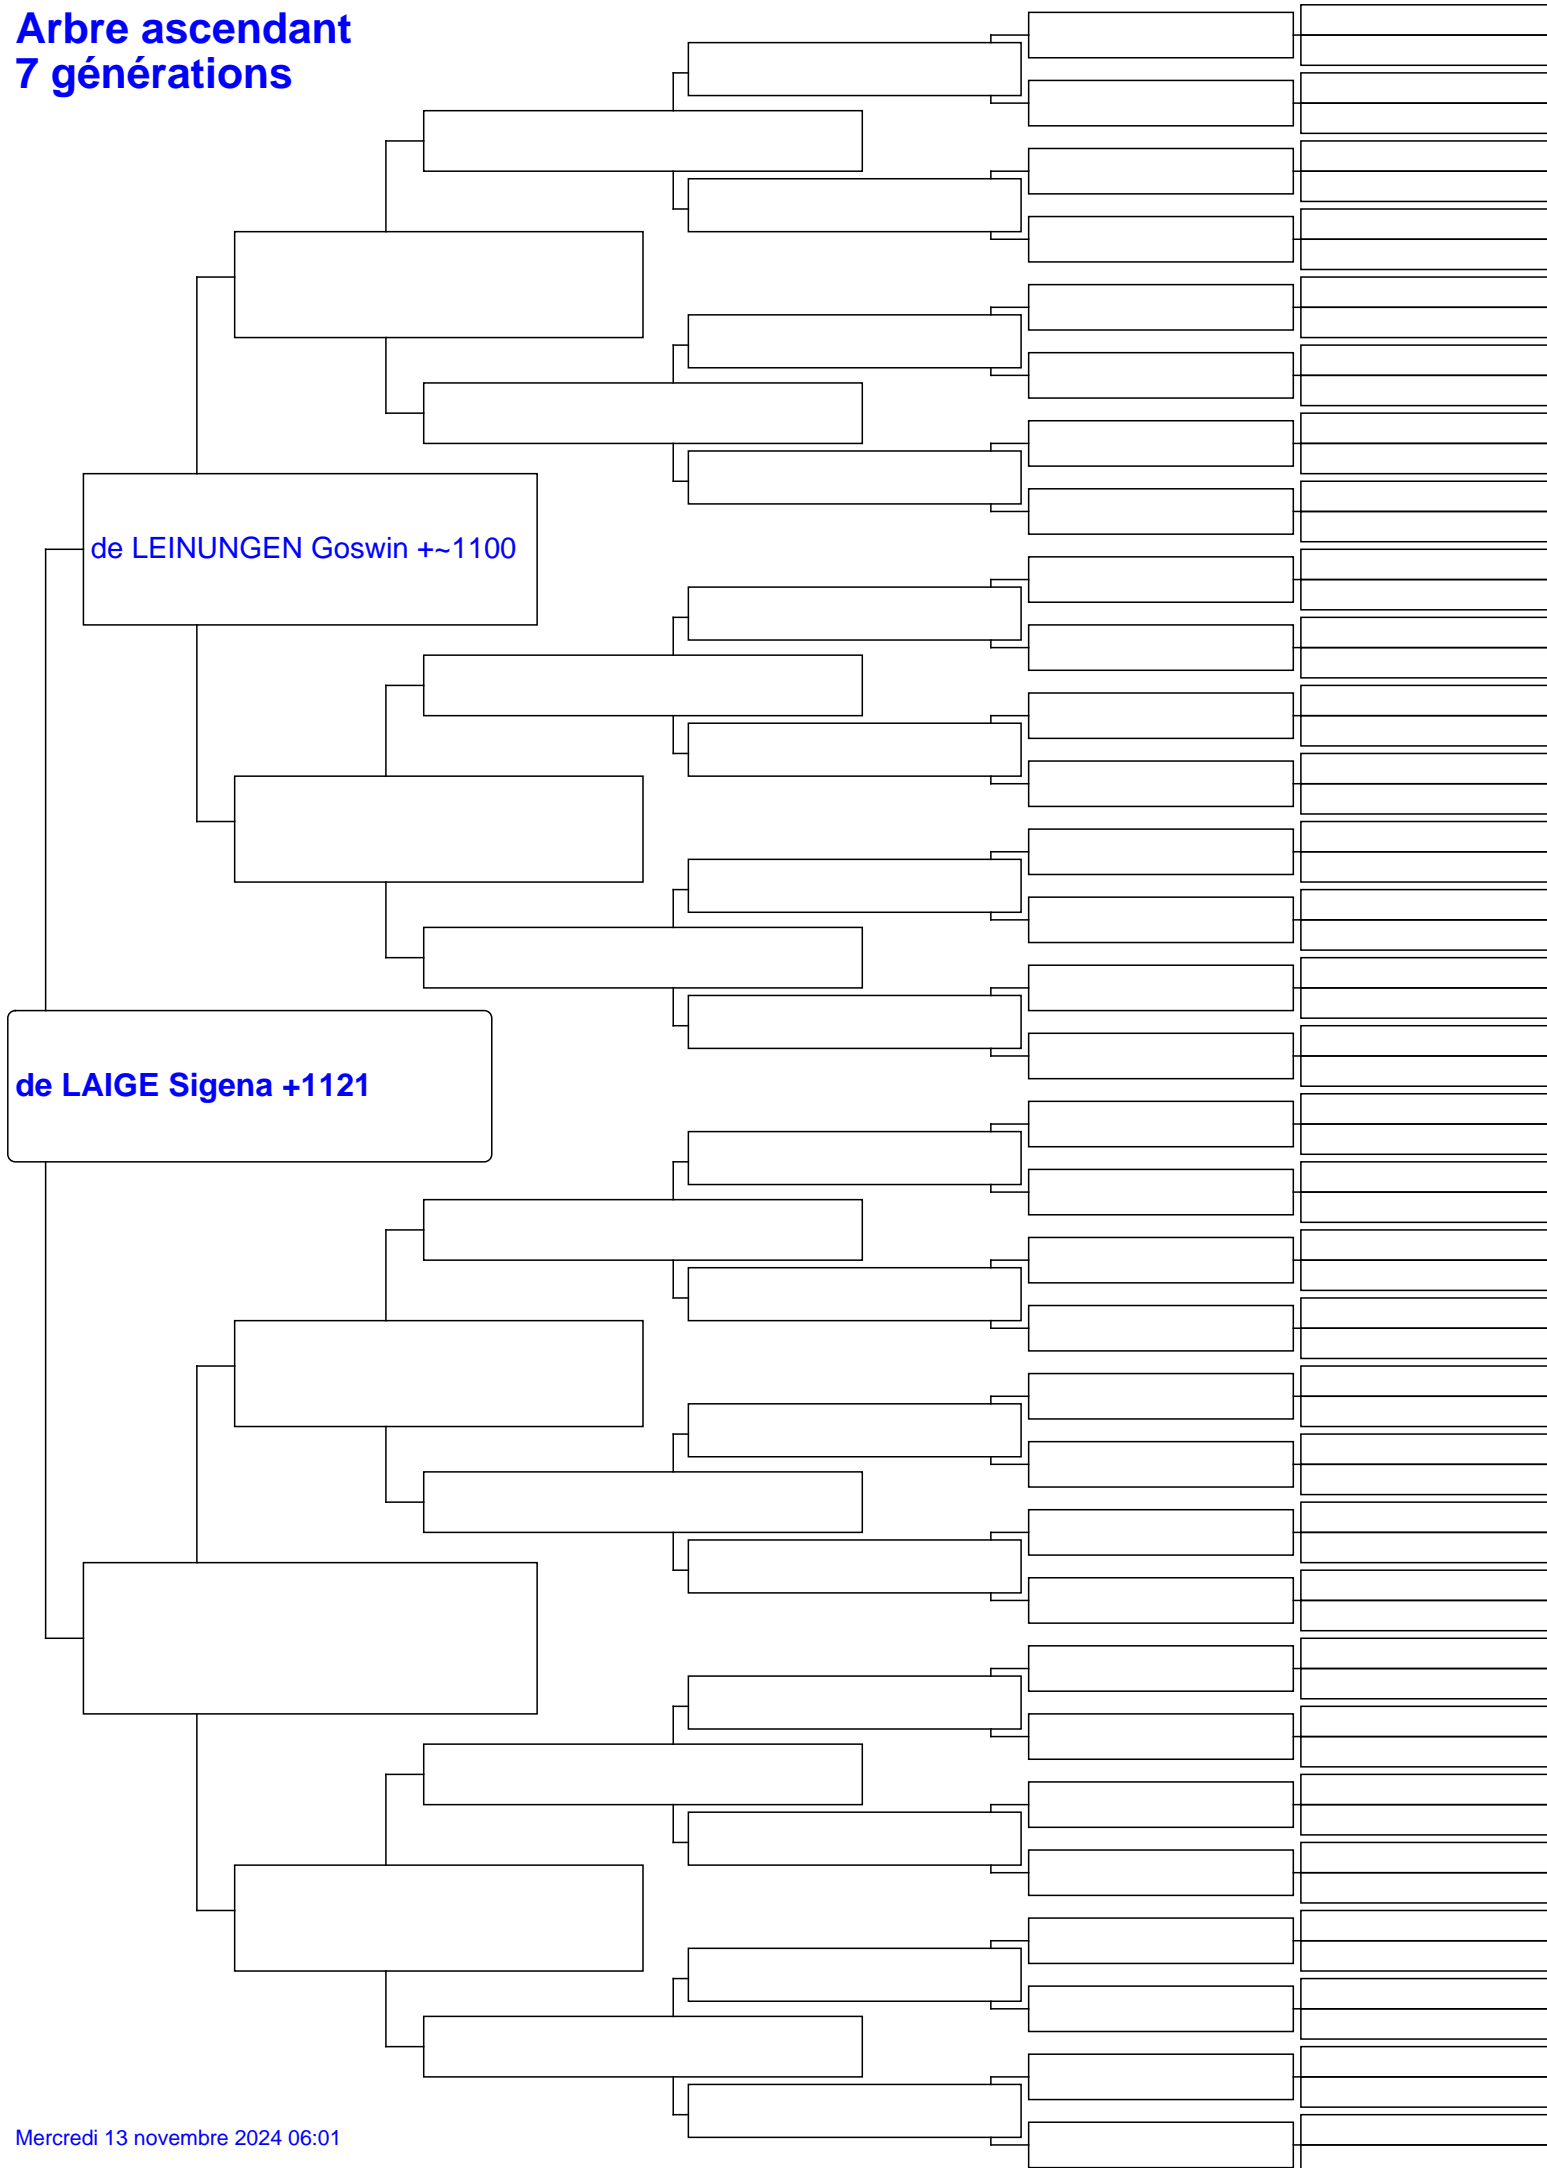 Arbre ascendant
7 générations
de LEINUNGEN Goswin +~1100
de LAIGE Sigena +1121
Mercredi 13 novembre 2024 06:01